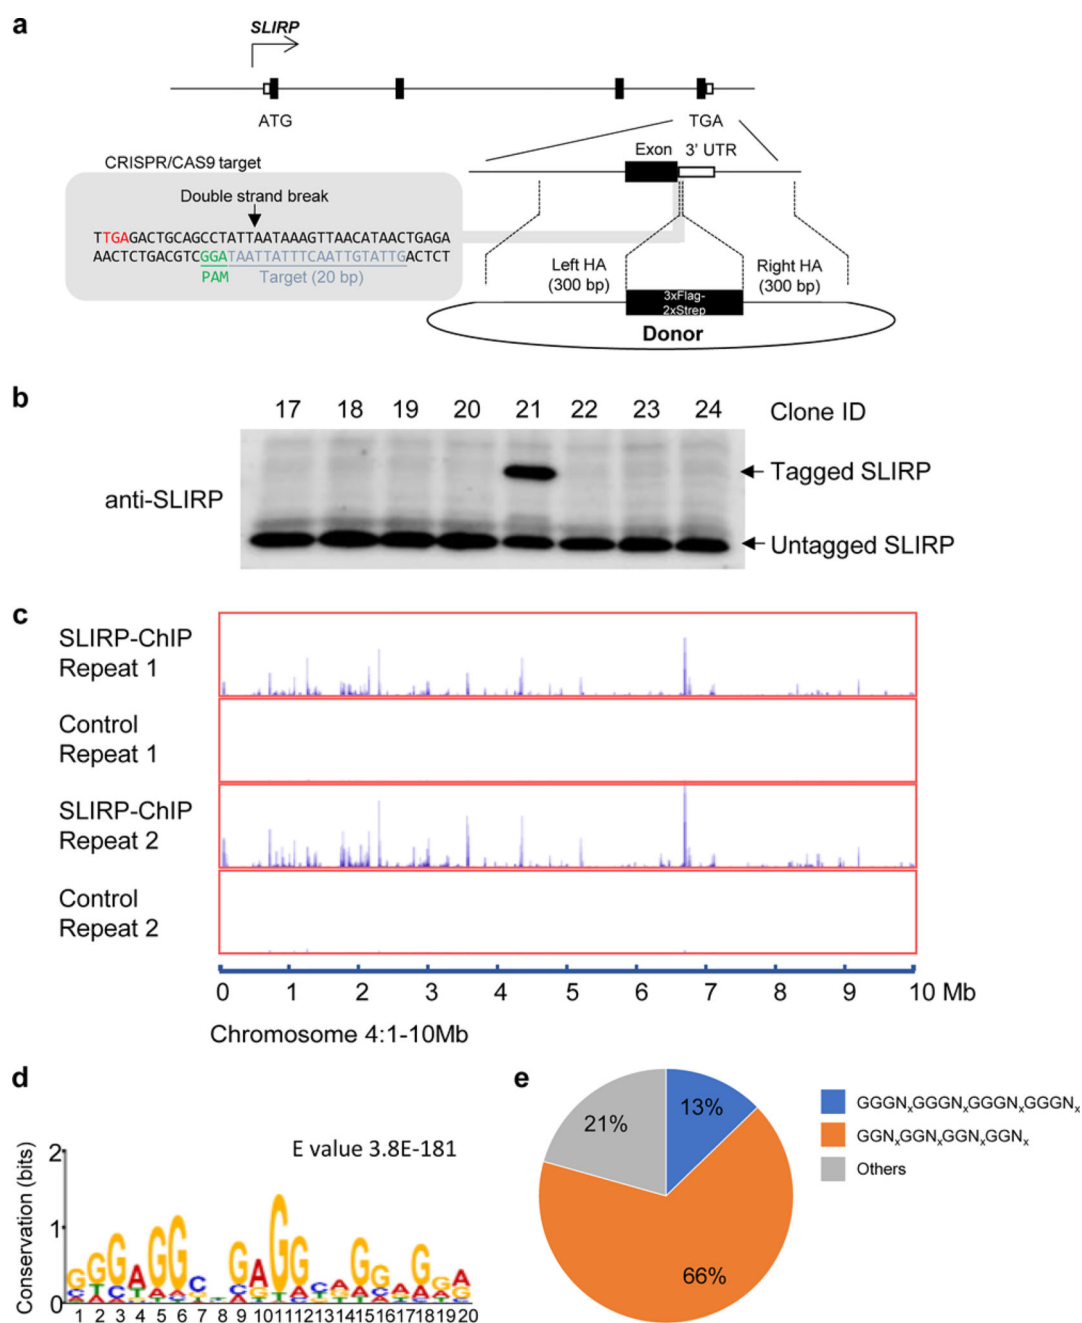 a
SLIRP
ATG
TGA
CRISPR/CAS9 target
Exon
3' UTR
Double strand break
TTGAGACTGCAGCCTATTAATAAAGTTAACATAACTGAGA
AACTCTGACGTCGGATAATTATTTCAATTGTATTGACTCT
PAM
Target (20 bp)
Left HA
(300 bp)
Right HA
(300 bp)
3xFlag-
2xStrep
Donor
b
17 18 19 20 21 22 23 24 Clone ID
Tagged SLIRP
anti-SLIRP
Untagged SLIRP
c
SLIRP-ChIP
Repeat 1
Control
Repeat 1
SLIRP-ChIP
Repeat 2
Control
Repeat 2
0 1 2 3 4 5 6 7 8 9 10 Mb
Chromosome 4:1-10Mb
d
E value 3.8E-181
Conservation (bits)
2
1
0
1 2 3 4 5 6 7 8 9 10 11 12 13 14 15 16 17 18 19 20
e
13%
21%
66%
GGGNxGGGNxGGGNxGGGNx
GGNxGGNxGGNxGGNx
Others